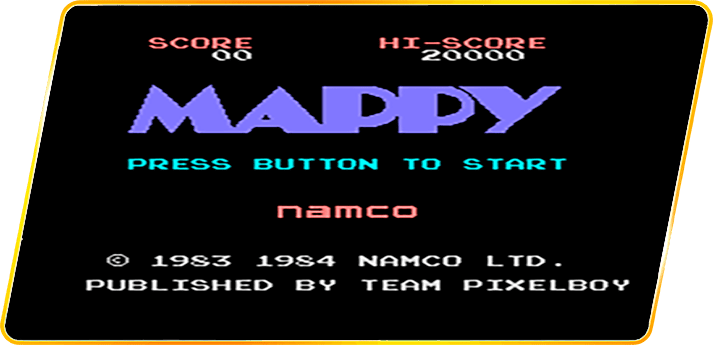 SCORE HI-SCORE
00 20000
MAPPY
PRESS BUTTON TO START
namco
© 1983 1984 NAMCO LTD.
PUBLISHED BY TEAM PIXELBOY